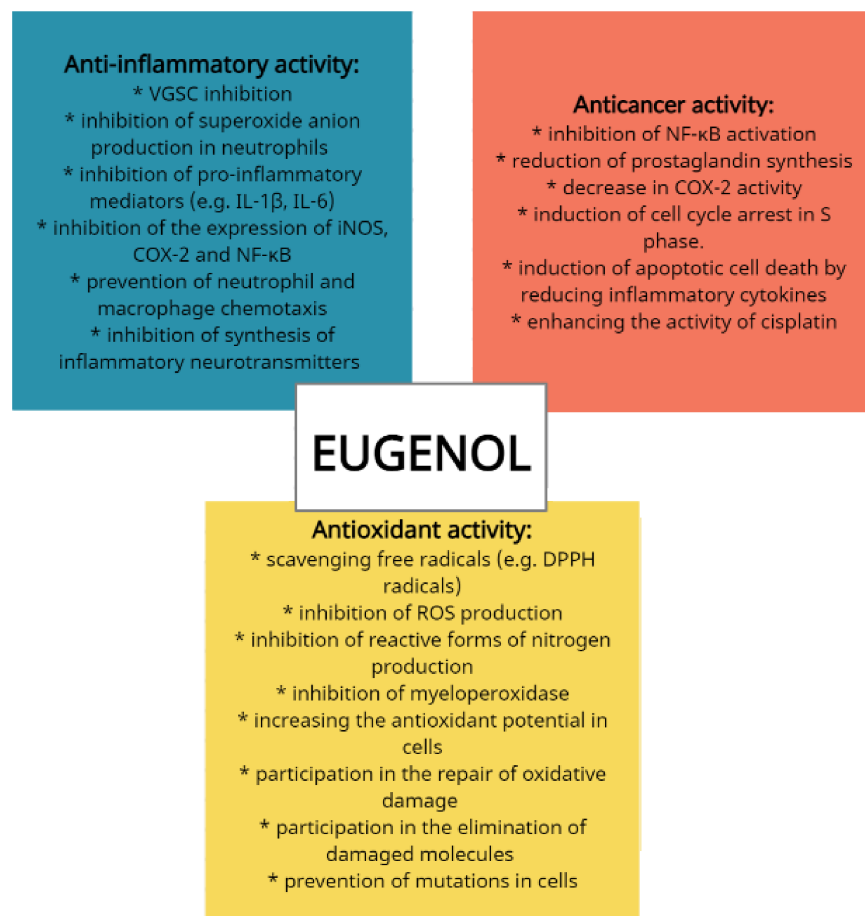 Anti-inflammatory activity:
* VGSC inhibition
* inhibition of superoxide anion
production in neutrophils
* inhibition of pro-inflammatory
mediators (e.g. IL-1β, IL-6)
* inhibition of the expression of iNOS,
COX-2 and NF-κB
* prevention of neutrophil and
macrophage chemotaxis
* inhibition of synthesis of
inflammatory neurotransmitters
Anticancer activity:
* inhibition of NF-κB activation
* reduction of prostaglandin synthesis
* decrease in COX-2 activity
* induction of cell cycle arrest in S
phase.
* induction of apoptotic cell death by
reducing inflammatory cytokines
* enhancing the activity of cisplatin
EUGENOL
Antioxidant activity:
* scavenging free radicals (e.g. DPPH
radicals)
* inhibition of ROS production
* inhibition of reactive forms of nitrogen
production
* inhibition of myeloperoxidase
* increasing the antioxidant potential in
cells
* participation in the repair of oxidative
damage
* participation in the elimination of
damaged molecules
* prevention of mutations in cells